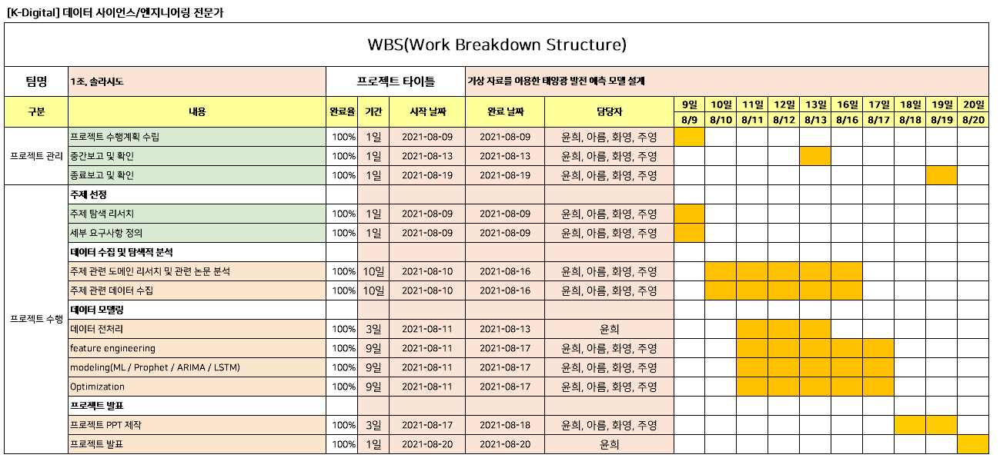 [K-Digital] 데이터 사이언스/엔지니어링 전문가
WBS(Work Breakdown Structure)
팀명 1조, 솔라시도 프로젝트 타이틀 기상 자료를 이용한 태양광 발전 예측 모델 설계
구분 내용 완료율 기간 시작 날짜 완료 날짜 담당자 9일 10일 11일 12일 13일 16일 17일 18일 19일 20일
8/9 8/10 8/11 8/12 8/13 8/16 8/17 8/18 8/19 8/20
프로젝트 관리
프로젝트 수행계획 수립 100% 1일 2021-08-09 2021-08-09 윤희, 아름, 화영, 주영
중간보고 및 확인 100% 1일 2021-08-13 2021-08-13 윤희, 아름, 화영, 주영
종료보고 및 확인 100% 1일 2021-08-19 2021-08-19 윤희, 아름, 화영, 주영
프로젝트 수행
주제 선정
주제 탐색 리서치 100% 1일 2021-08-09 2021-08-09 윤희, 아름, 화영, 주영
세부 요구사항 정의 100% 1일 2021-08-09 2021-08-09 윤희, 아름, 화영, 주영
데이터 수집 및 탐색적 분석
주제 관련 도메인 리서치 및 관련 논문 분석 100% 10일 2021-08-10 2021-08-16 윤희, 아름, 화영, 주영
주제 관련 데이터 수집 100% 10일 2021-08-10 2021-08-16 윤희, 아름, 화영, 주영
데이터 모델링
데이터 전처리 100% 3일 2021-08-11 2021-08-13 윤희
feature engineering 100% 9일 2021-08-11 2021-08-17 윤희, 아름, 화영, 주영
modeling(ML / Prophet / ARIMA / LSTM) 100% 9일 2021-08-11 2021-08-17 윤희, 아름, 화영, 주영
Optimization 100% 9일 2021-08-11 2021-08-17 윤희, 아름, 화영, 주영
프로젝트 발표
프로젝트 PPT 제작 100% 3일 2021-08-17 2021-08-18 윤희, 아름, 화영, 주영
프로젝트 발표 100% 1일 2021-08-20 2021-08-20 윤희